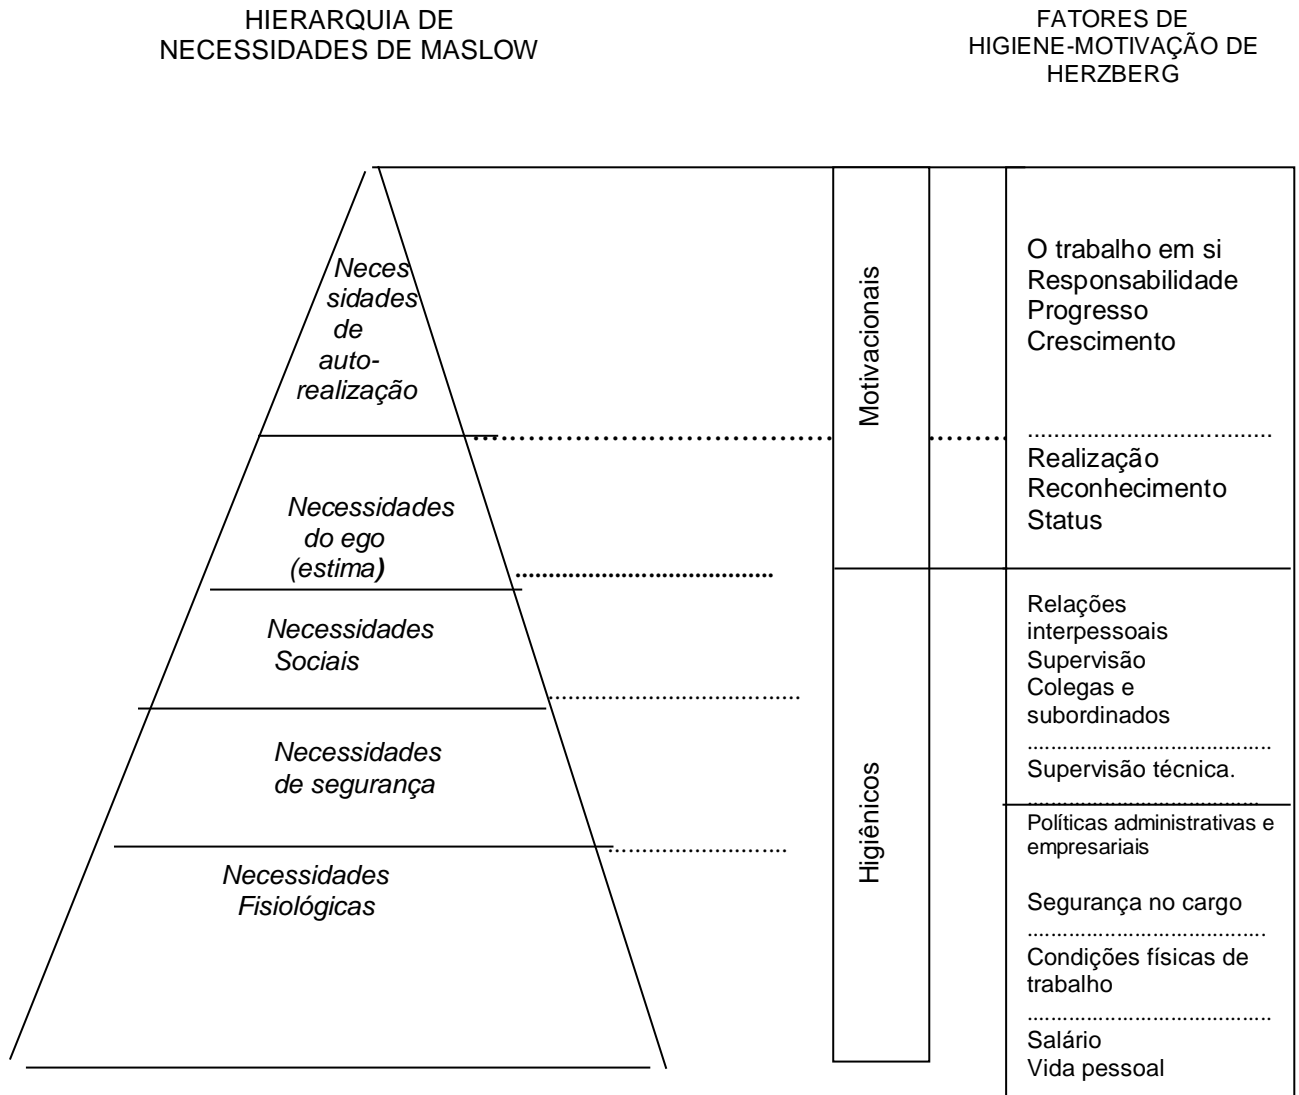 HIERARQUIA DE
NECESSIDADES DE MASLOW
FATORES DE
HIGIENE-MOTIVAÇÃO DE
HERZBERG
Neces
sidades
de
auto-
realização
Necessidades
do ego
(estima)
Necessidades
Sociais
Necessidades
de segurança
Necessidades
Fisiológicas
Motivacionais
Higiênicos
O trabalho em si
Responsabilidade
Progresso
Crescimento
Realização
Reconhecimento
Status
Relações
interpessoais
Supervisão
Colegas e
subordinados
Supervisão técnica.
Políticas administrativas e
empresariais
Segurança no cargo
Condições físicas de
trabalho
Salário
Vida pessoal